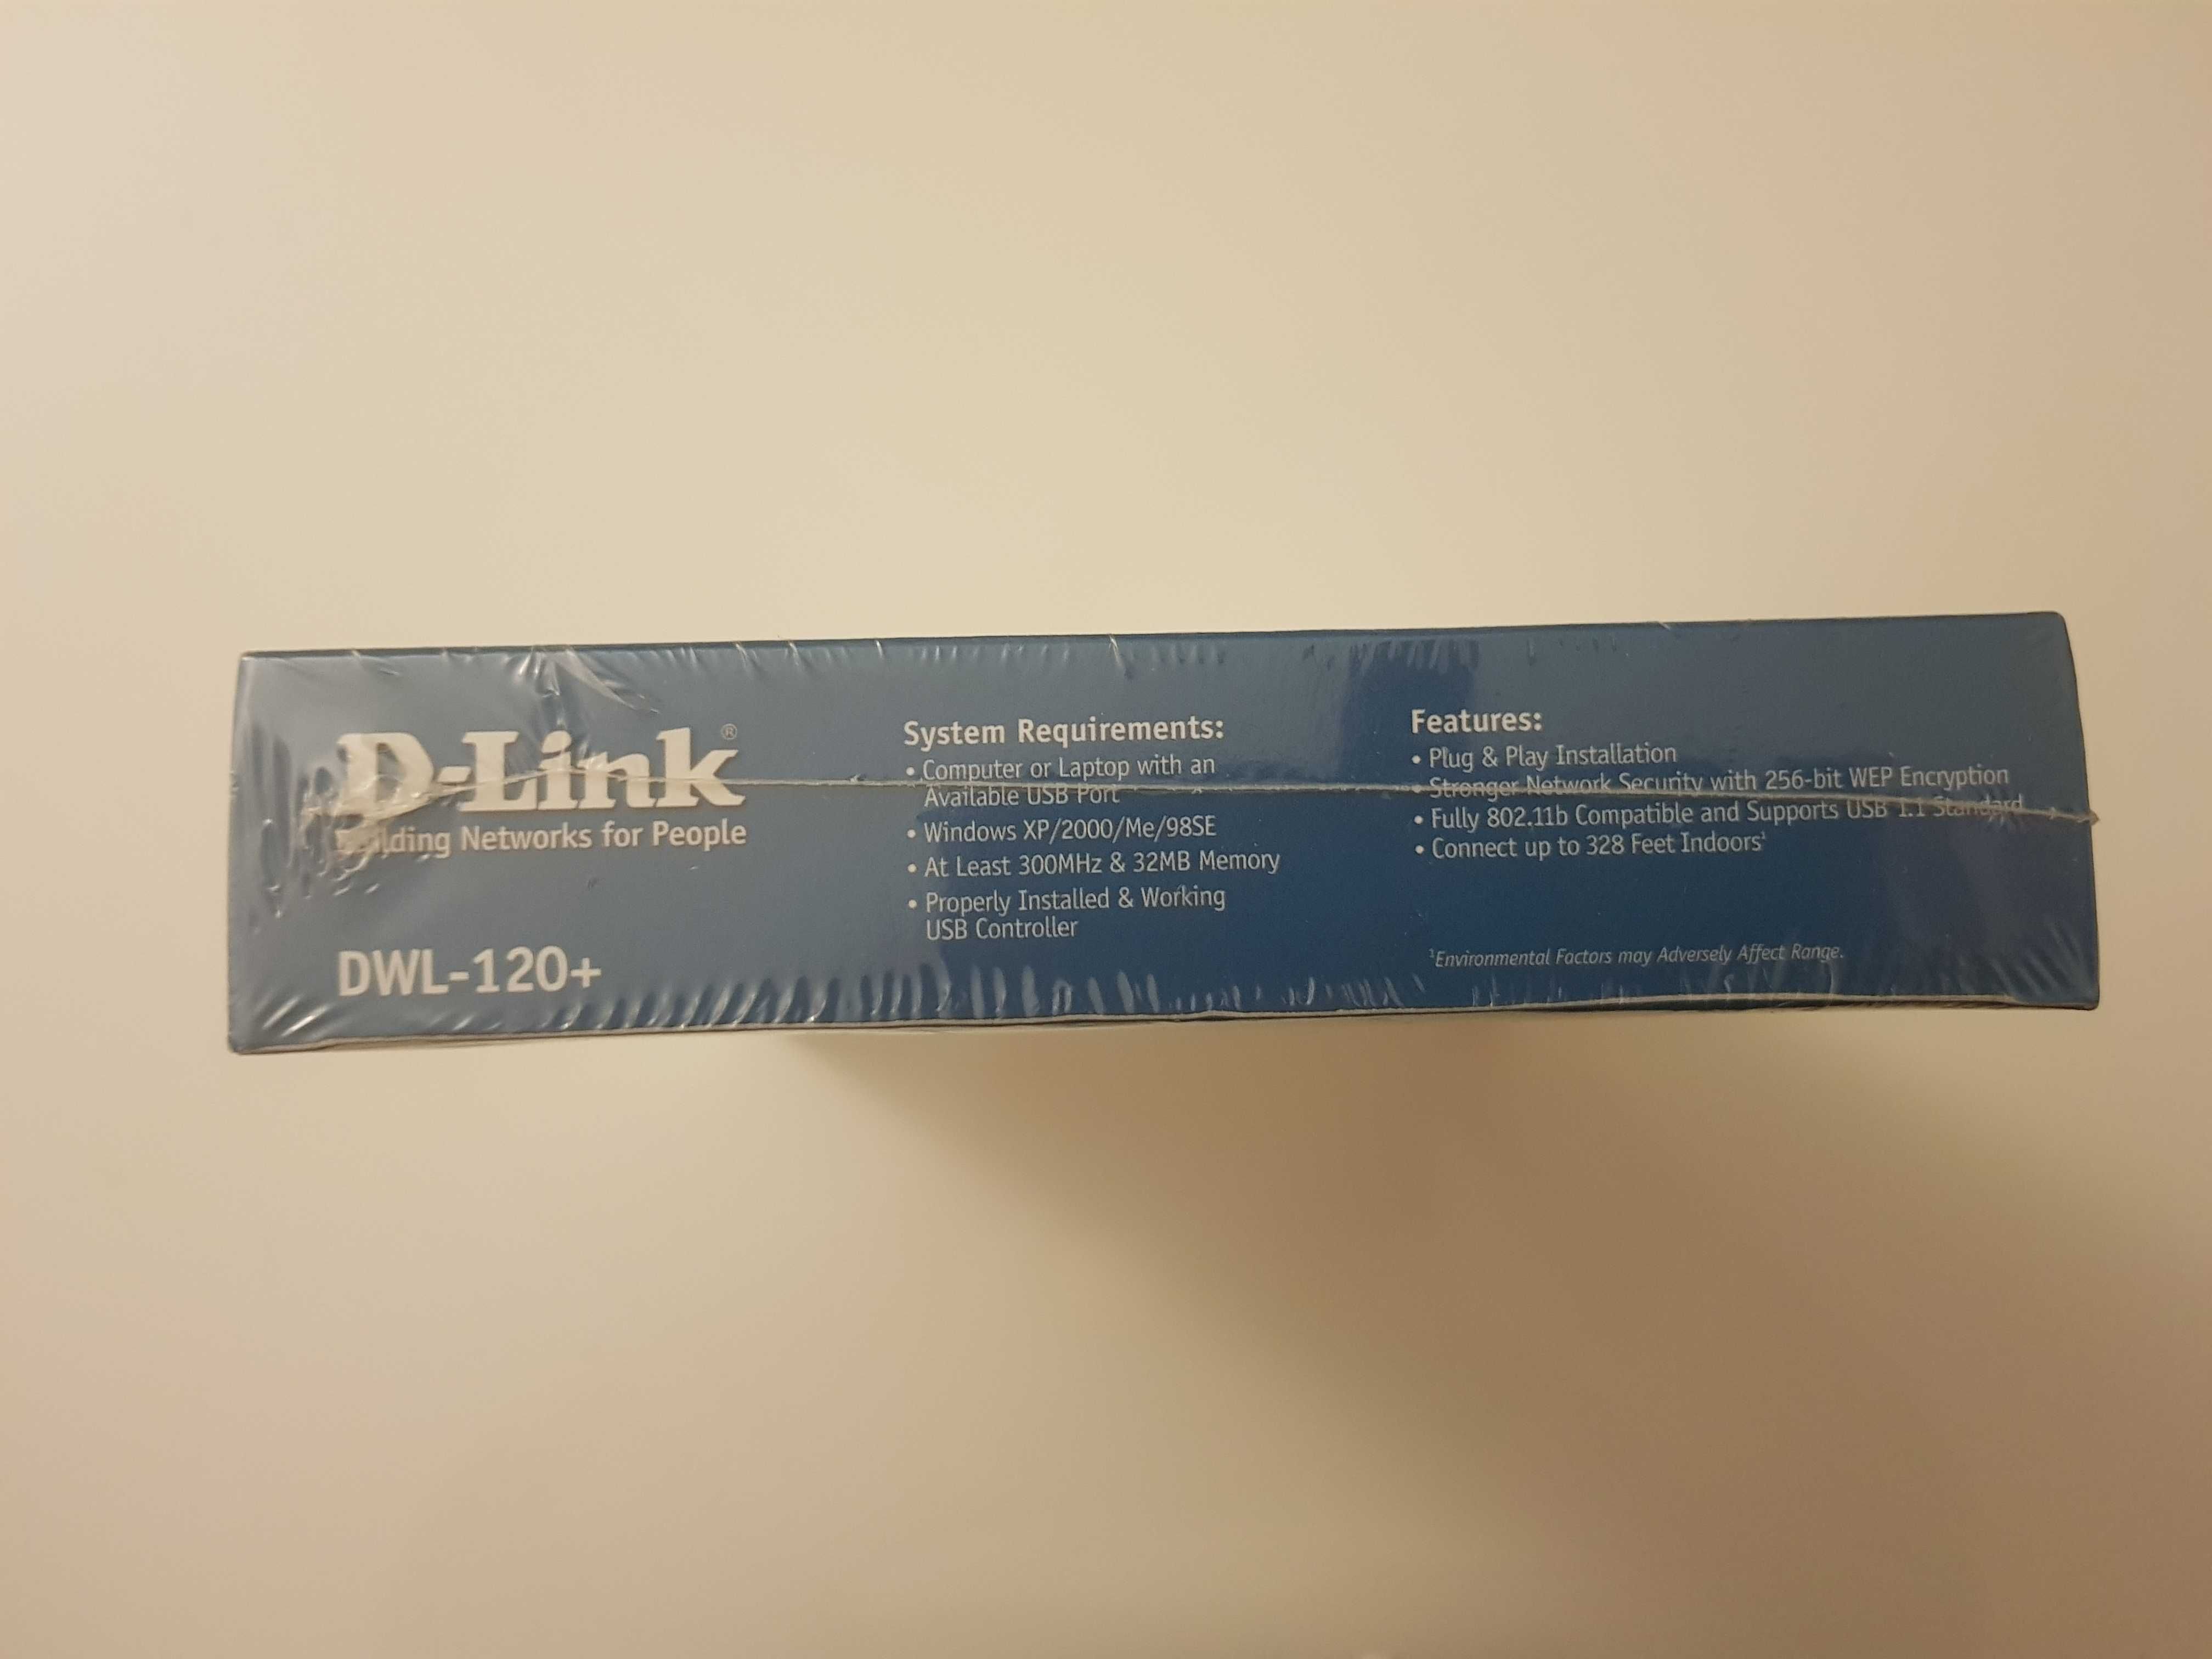 D-Link®
Building Networks for People
DWL-120+
System Requirements:
• Computer or Laptop with an
Available USB Port
• Windows XP/2000/Me/98SE
• At Least 300MHz & 32MB Memory
• Properly Installed & Working
USB Controller
Features:
• Plug & Play Installation
• Stronger Network Security with 256-bit WEP Encryption
• Fully 802.11b Compatible and Supports USB 1.1 Standard
• Connect up to 328 Feet Indoors¹
¹Environmental Factors may Adversely Affect Range.